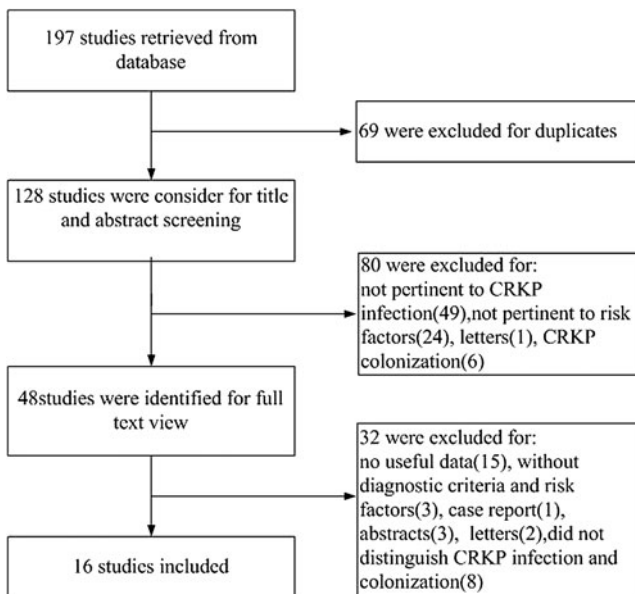 197 studies retrieved from
database
69 were excluded for duplicates
128 studies were consider for title
and abstract screening
80 were excluded for:
not pertinent to CRKP
infection(49),not pertinent to risk
factors(24), letters(1), CRKP
colonization(6)
48studies were identified for full
text view
32 were excluded for:
no useful data(15), without
diagnostic criteria and risk
factors(3), case report(1),
abstracts(3), letters(2),did not
distinguish CRKP infection and
colonization(8)
16 studies included